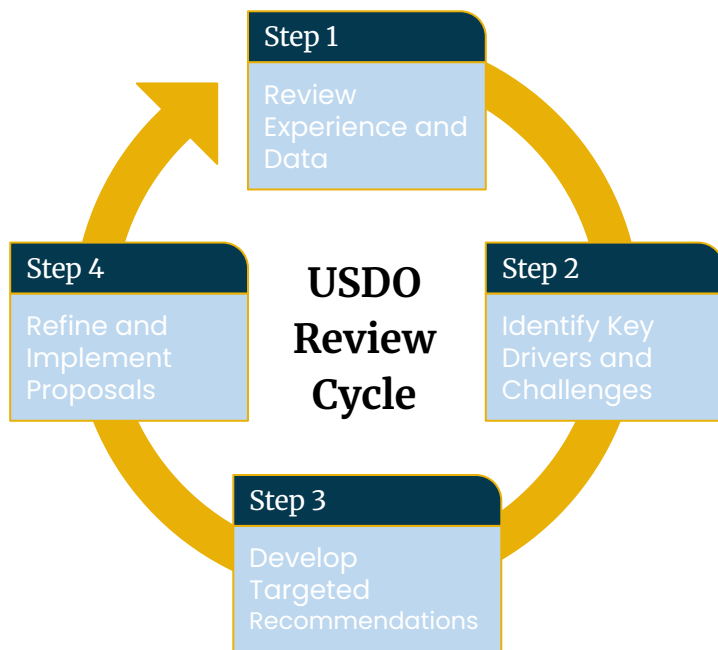 Step 1
Review
Experience and
Data
Step 2
Identify Key
Drivers and
Challenges
Step 3
Develop
Targeted
Recommendations
Step 4
Refine and
Implement
Proposals
USDO
Review
Cycle